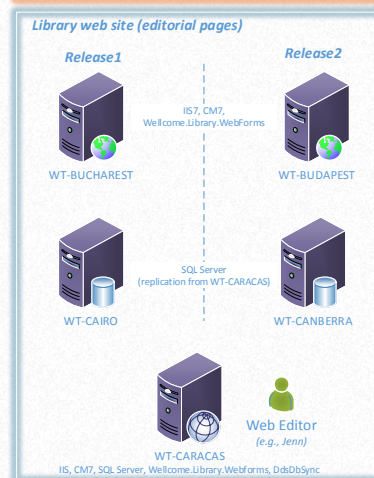 Library web site (editorial pages)
Release1
Release2
IIS7, CM7,
Wellcome.Library.WebForms
WT-BUCHAREST
WT-BUDAPEST
SQL Server
(replication from WT-CARACAS)
WT-CAIRO
WT-CANBERRA
Web Editor
(e.g., Jenn)
WT-CARACAS
IIS, CM7, SQL Server, Wellcome.Library.Webforms, DdsDbSync